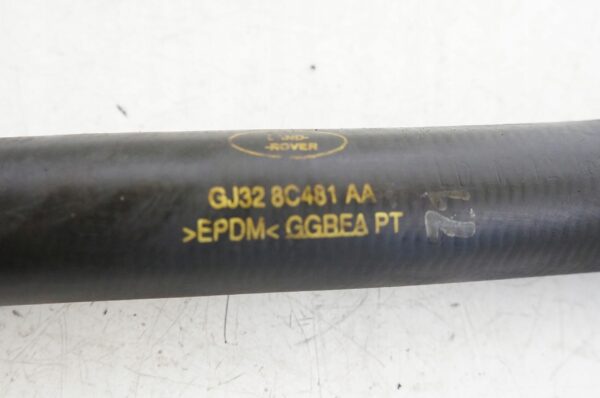 LAND-
-ROVER
GJ32 8C481 AA
>EPDM< GGBEA PT